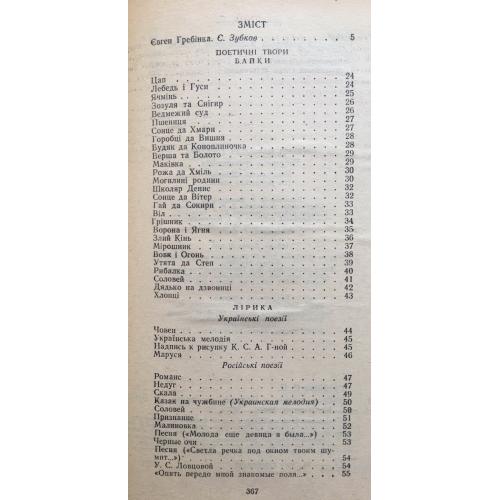 ЗМІСТ
Євген Гребінка. С. Зубков . . . 5
ПОЕТИЧНІ ТВОРИ
БАЙКИ
Цап . . . 24
Лебедь і Гуси . . . 24
Ячмінь . . . 25
Зозуля та Снігир . . . 26
Ведмежий суд . . . 26
Пшениця . . . 27
Сонце да Хмари . . . 27
Горобці да Вишня . . . 28
Будяк да Коноплиночка . . . 28
Верша та Болото . . . 29
Маківка . . . 29
Рожа да Хміль . . . 30
Могилині родини . . . 30
Школяр Денис . . . 32
Сонце да Вітер . . . 32
Гай да Сокири . . . 33
Віл . . . 33
Грішник . . . 34
Ворона і Ягня . . . 35
Злий Кінь . . . 36
Мірошник . . . 37
Вовк і Огонь . . . 38
Утята да Степ . . . 39
Рибалка . . . 40
Соловей . . . 41
Дядько на дзвониці . . . 42
Хлопці . . . 43
ЛІРИКА
Українські поезії
Човен . . . 44
Українська мелодія . . . 45
Надпись к рисунку К. С. А. Г-ной . . . 45
Маруся . . . 46
Російські поезії
Романс . . . 47
Недуг . . . 47
Скала . . . 49
Казак на чужбине (Украинская мелодия) . . . 50
Соловей . . . 50
Признание . . . 51
Малиновка . . . 52
Песня («Молода еще девица я была...») . . . 53
Черные очи . . . 53
Песня («Светла речка под окном твоим шу-
мит...») . . . 54
У. С. Ловцовой . . . 54
«Опять передо мной знакомые поля...» . . . 55
367